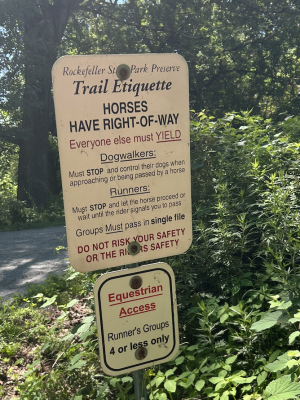 Rockefeller State Park Preserve
Trail Etiquette
HORSES
HAVE RIGHT-OF-WAY
Everyone else must YIELD
Dogwalkers:
Must STOP and control their dogs when
approaching or being passed by a horse
Runners:
Must STOP and let the horse proceed or
wait until the rider signals you to pass
Groups Must pass in single file
DO NOT RISK YOUR SAFETY
OR THE RIDERS SAFETY
Equestrian
Access
Runner's Groups
4 or less only